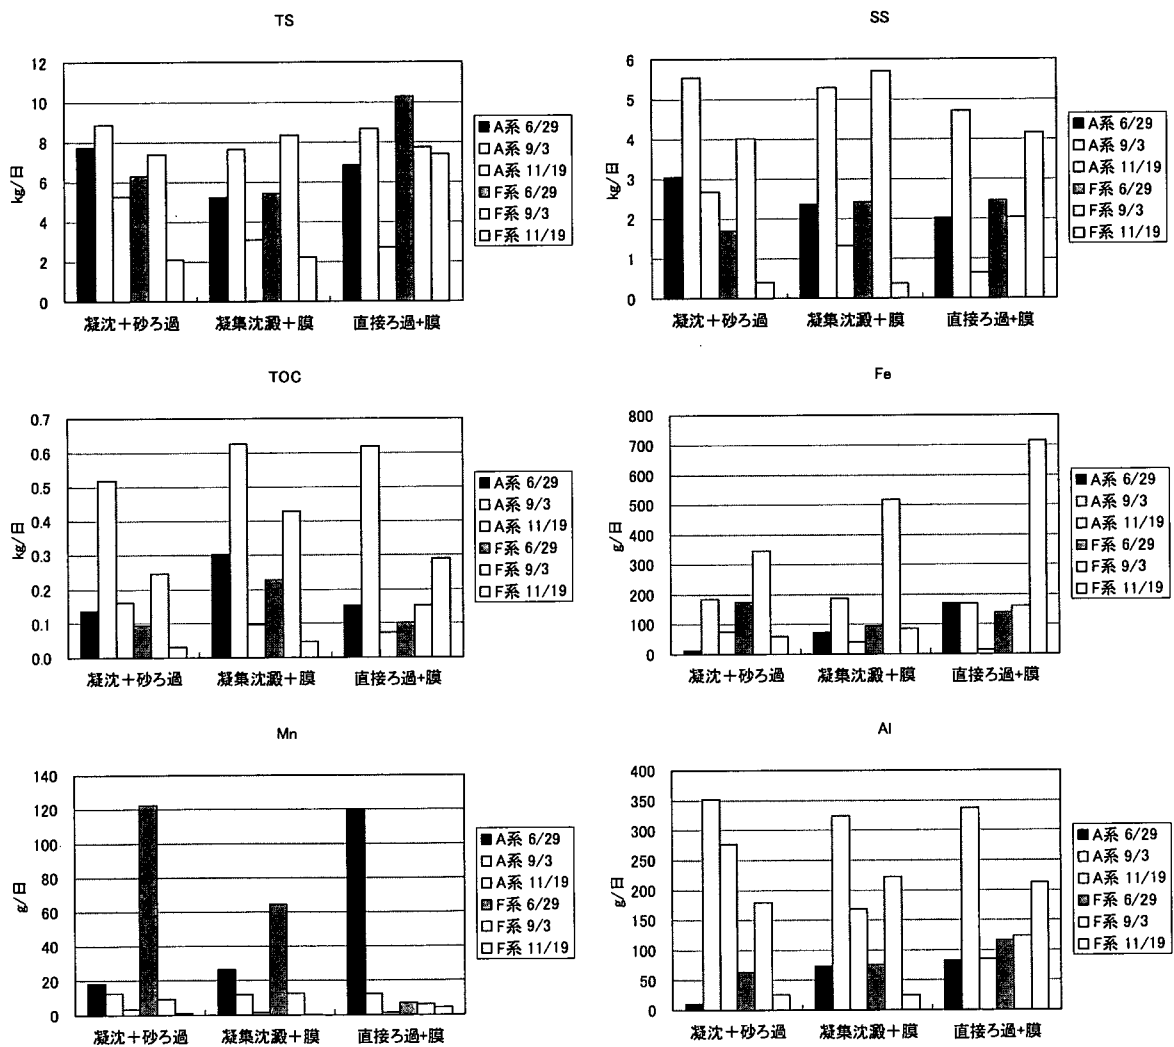 TS
12
10
8
6
4
2
0
kg/日
凝沈+砂ろ過 凝集沈澱+膜 直接ろ過+膜
A系 6/29
A系 9/3
A系 11/19
F系 6/29
F系 9/3
F系 11/19
SS
6
5
4
3
2
1
0
kg/日
凝沈+砂ろ過 凝集沈澱+膜 直接ろ過+膜
A系 6/29
A系 9/3
A系 11/19
F系 6/29
F系 9/3
F系 11/19
TOC
0.7
0.6
0.5
0.4
0.3
0.2
0.1
0.0
kg/日
凝沈+砂ろ過 凝集沈澱+膜 直接ろ過+膜
A系 6/29
A系 9/3
A系 11/19
F系 6/29
F系 9/3
F系 11/19
Fe
800
700
600
500
400
300
200
100
0
g/日
凝沈+砂ろ過 凝集沈澱+膜 直接ろ過+膜
A系 6/29
A系 9/3
A系 11/19
F系 6/29
F系 9/3
F系 11/19
Mn
140
120
100
80
60
40
20
0
g/日
凝沈+砂ろ過 凝集沈澱+膜 直接ろ過+膜
A系 6/29
A系 9/3
A系 11/19
F系 6/29
F系 9/3
F系 11/19
Al
400
350
300
250
200
150
100
50
0
g/日
凝沈+砂ろ過 凝集沈澱+膜 直接ろ過+膜
A系 6/29
A系 9/3
A系 11/19
F系 6/29
F系 9/3
F系 11/19